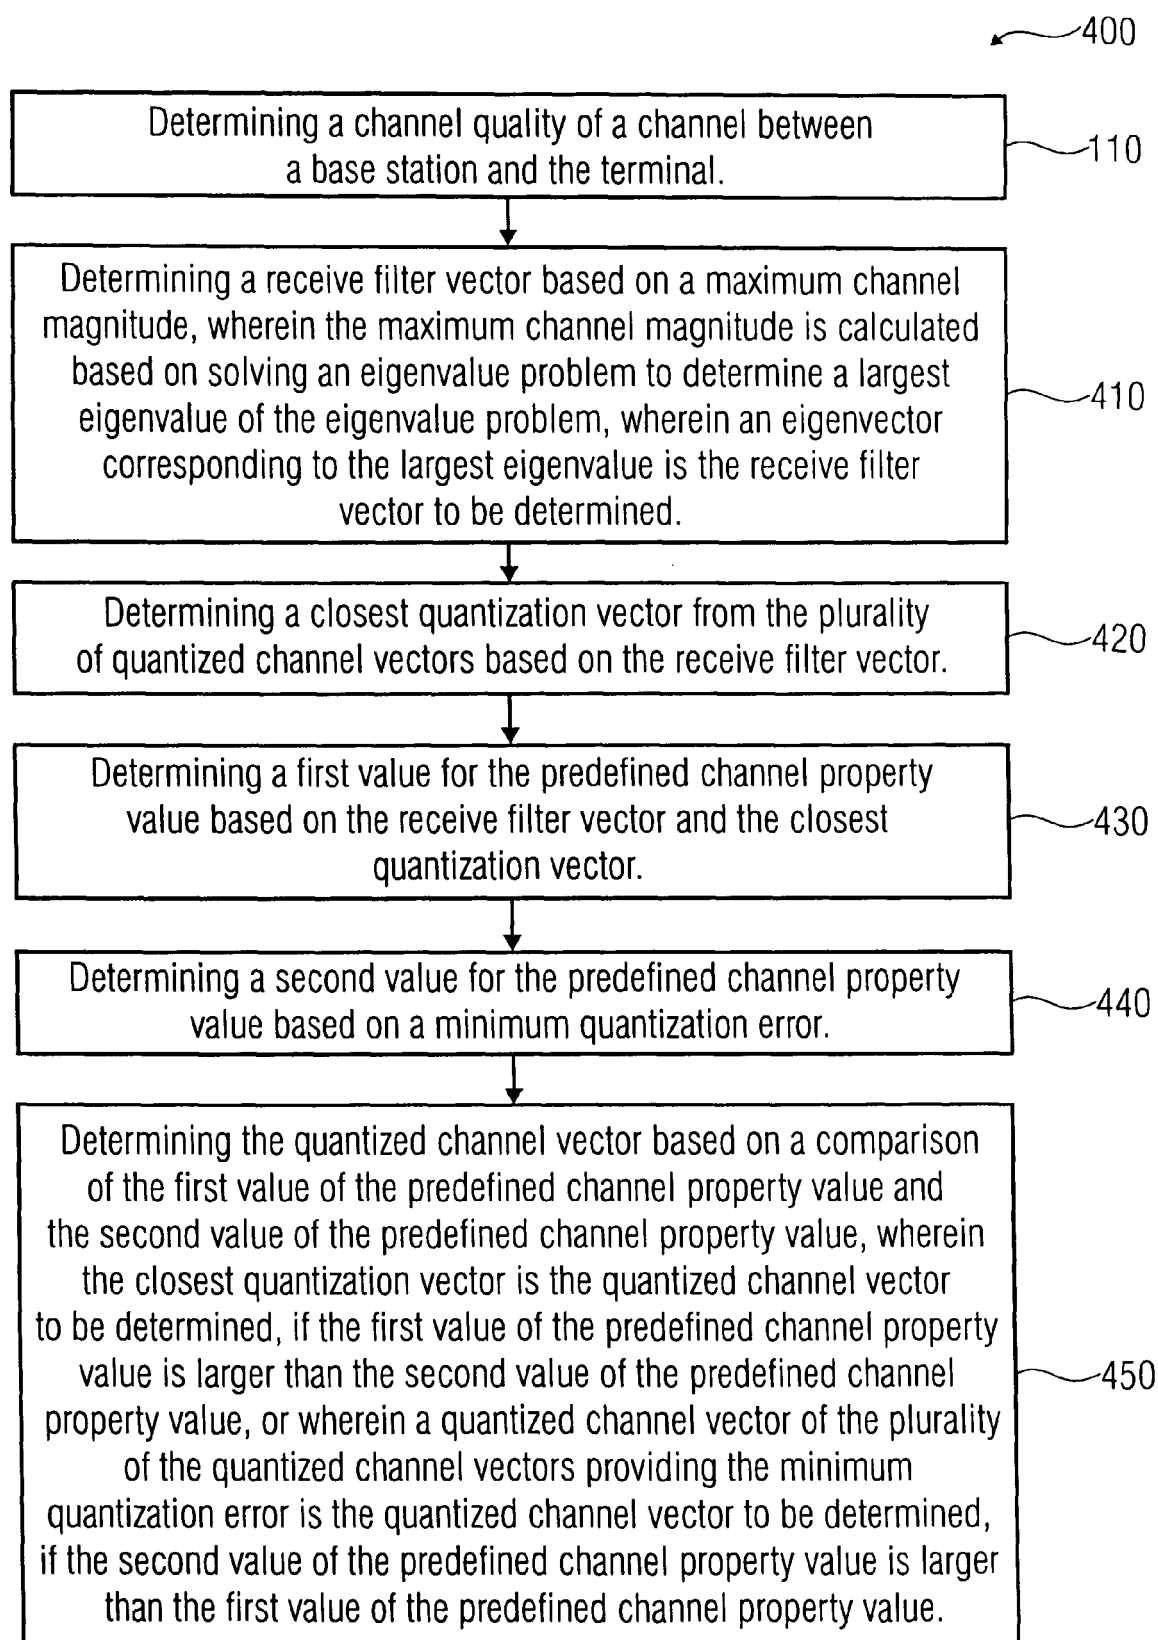 400
Determining a channel quality of a channel between
a base station and the terminal.
110
Determining a receive filter vector based on a maximum channel
magnitude, wherein the maximum channel magnitude is calculated
based on solving an eigenvalue problem to determine a largest
eigenvalue of the eigenvalue problem, wherein an eigenvector
corresponding to the largest eigenvalue is the receive filter
vector to be determined.
410
Determining a closest quantization vector from the plurality
of quantized channel vectors based on the receive filter vector.
420
Determining a first value for the predefined channel property
value based on the receive filter vector and the closest
quantization vector.
430
Determining a second value for the predefined channel property
value based on a minimum quantization error.
440
Determining the quantized channel vector based on a comparison
of the first value of the predefined channel property value and
the second value of the predefined channel property value, wherein
the closest quantization vector is the quantized channel vector
to be determined, if the first value of the predefined channel property
value is larger than the second value of the predefined channel
property value, or wherein a quantized channel vector of the plurality
of the quantized channel vectors providing the minimum
quantization error is the quantized channel vector to be determined,
if the second value of the predefined channel property value is larger
than the first value of the predefined channel property value.
450